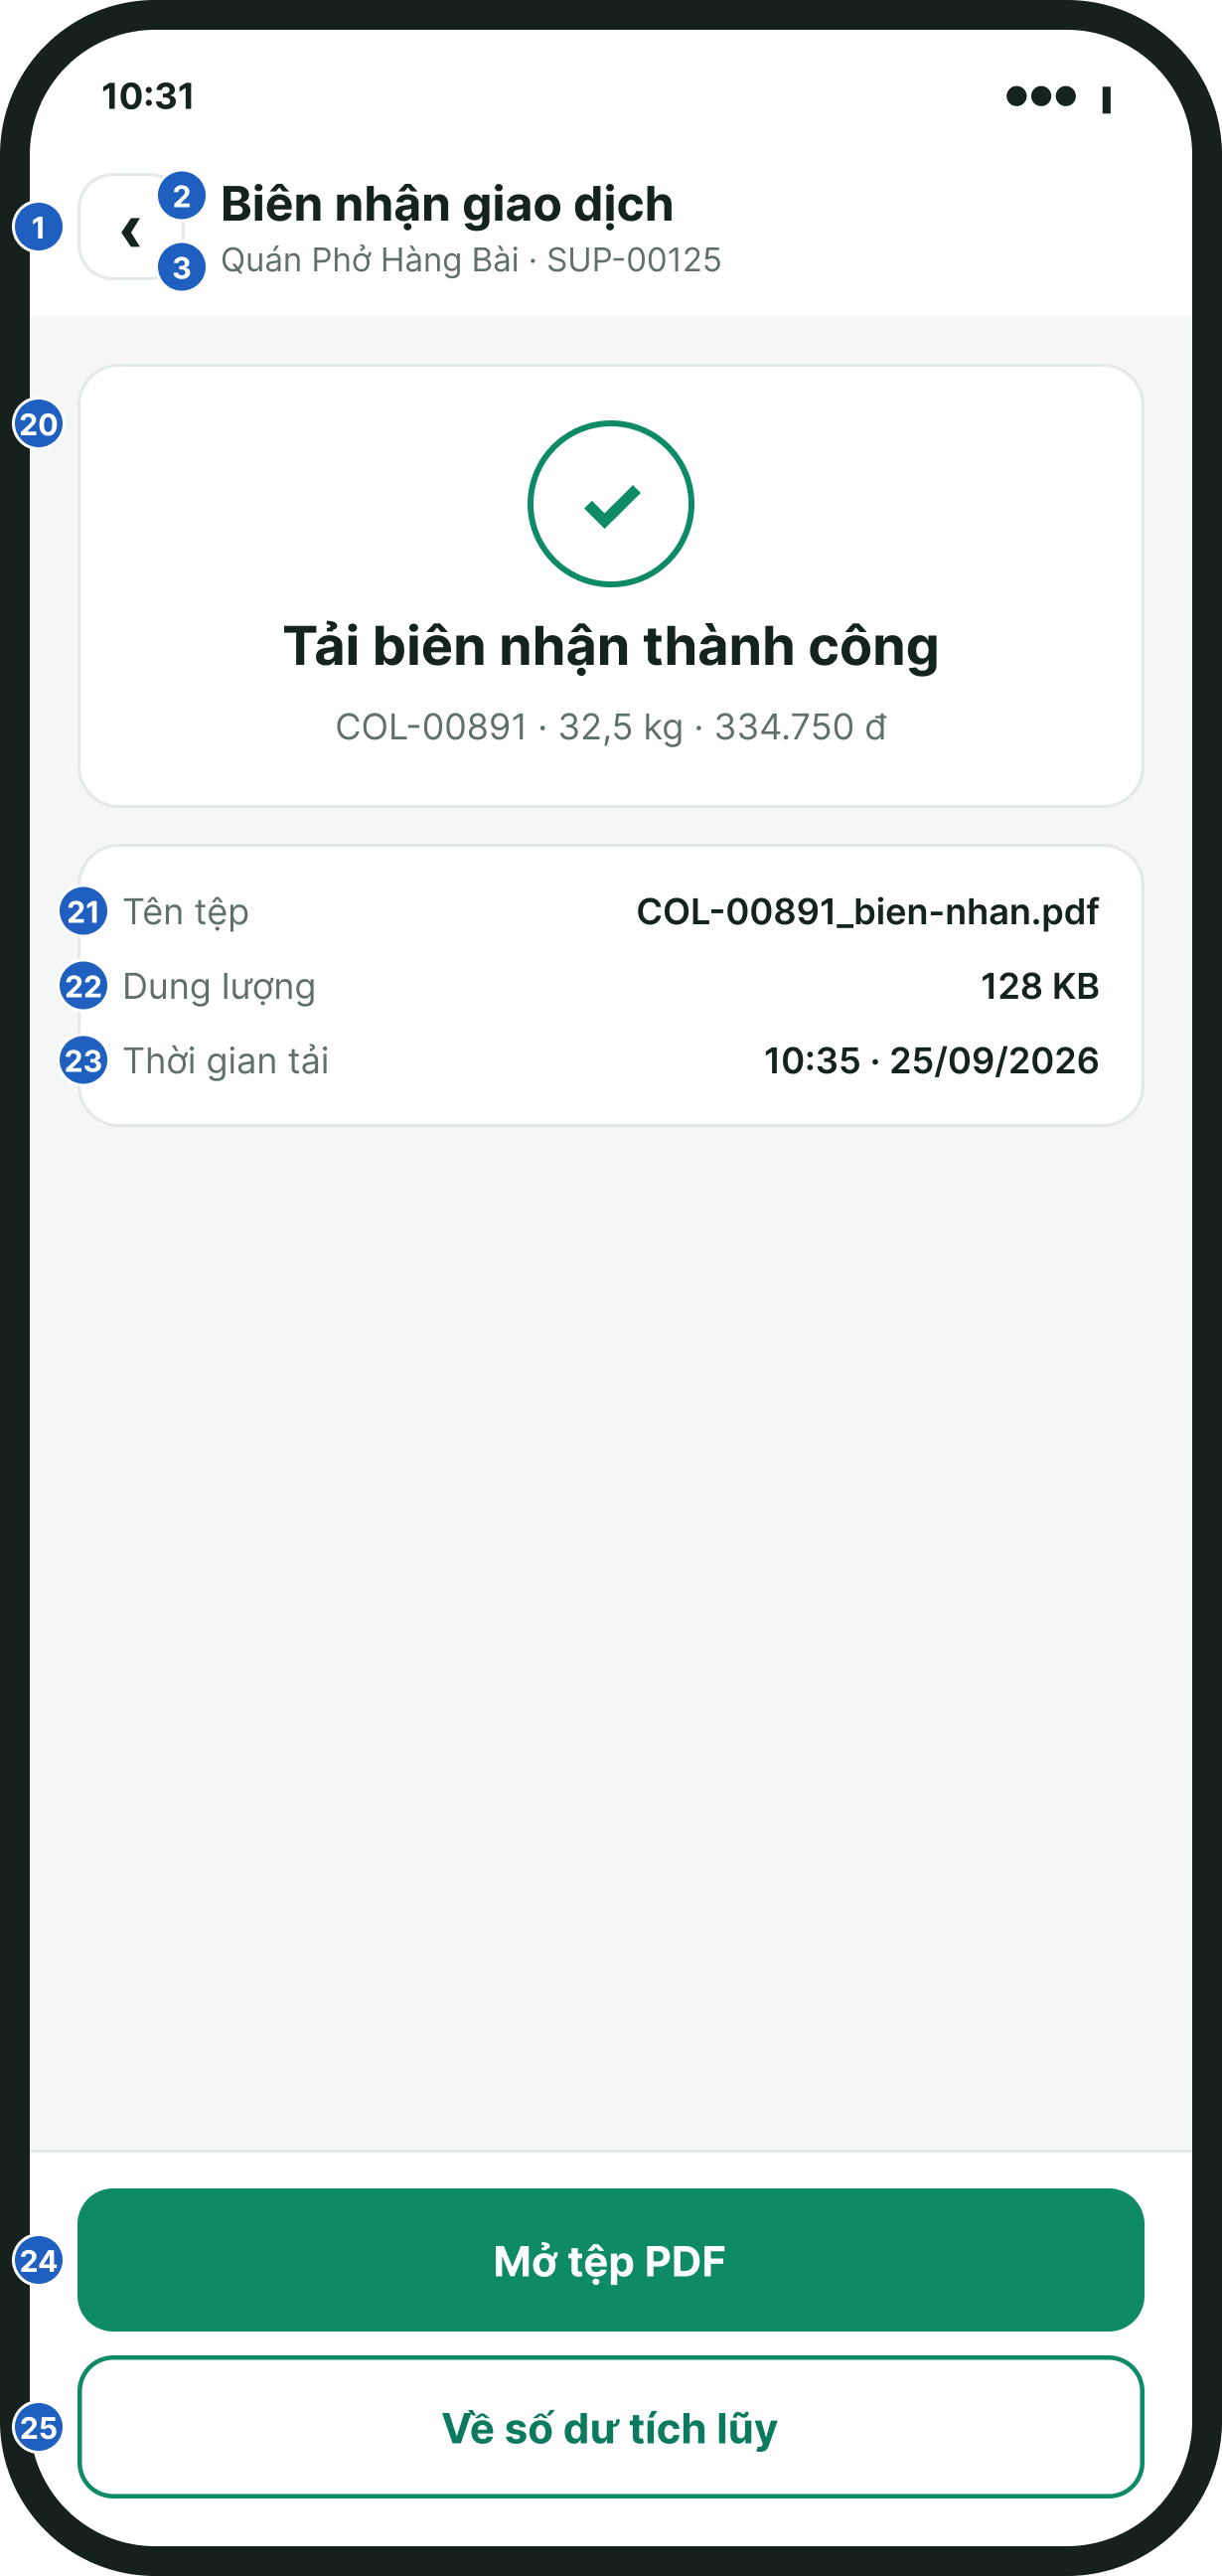 10:31
1
2
Biên nhận giao dịch
3
Quán Phở Hàng Bài · SUP-00125
20
Tải biên nhận thành công
COL-00891 · 32,5 kg · 334.750 đ
21 Tên tệp COL-00891_bien-nhan.pdf
22 Dung lượng 128 KB
23 Thời gian tải 10:35 · 25/09/2026
24 Mở tệp PDF
25 Về số dư tích lũy